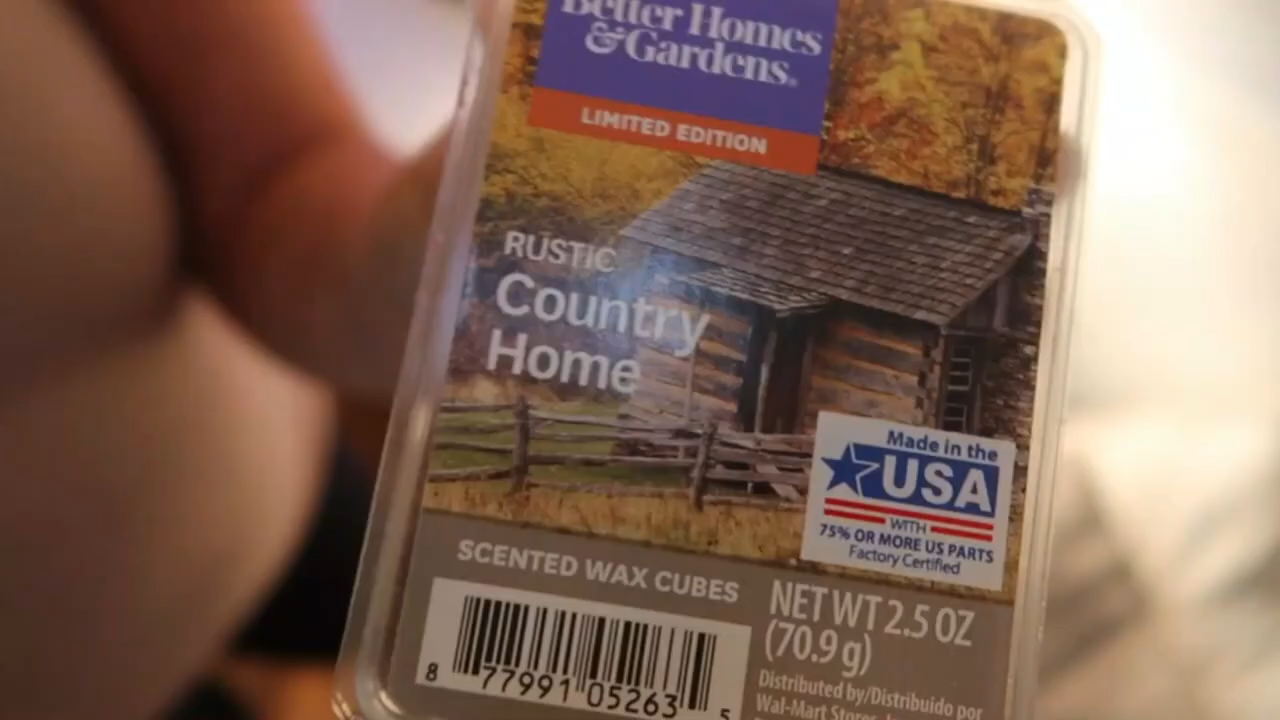 Better Homes
&Gardens®
LIMITED EDITION
RUSTIC
Country
Home
Made in the
USA
WITH
75% OR MORE US PARTS
Factory Certified
SCENTED WAX CUBES
NET WT 2.5 OZ
(70.9 g)
8 77991 05263 5
Distributed by/Distribuido por
Wal-Mart Stores,